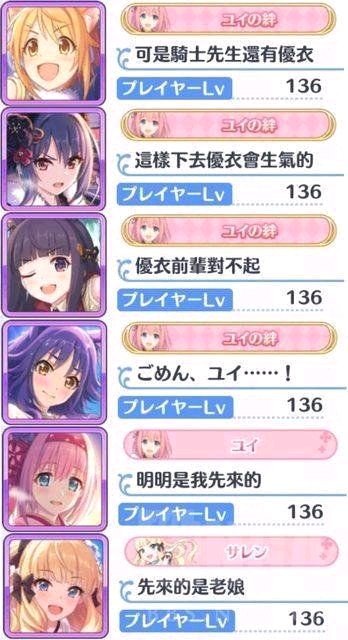 ユイの絆
可是騎士先生還有優衣
プレイヤーLv 136
ユイの絆
這樣下去優衣會生氣的
プレイヤーLv 136
ユイの絆
優衣前輩對不起
プレイヤーLv 136
ユイの絆
ごめん、ユイ……！
プレイヤーLv 136
ユイ
明明是我先來的
プレイヤーLv 136
サレン
先來的是老娘
プレイヤーLv 136